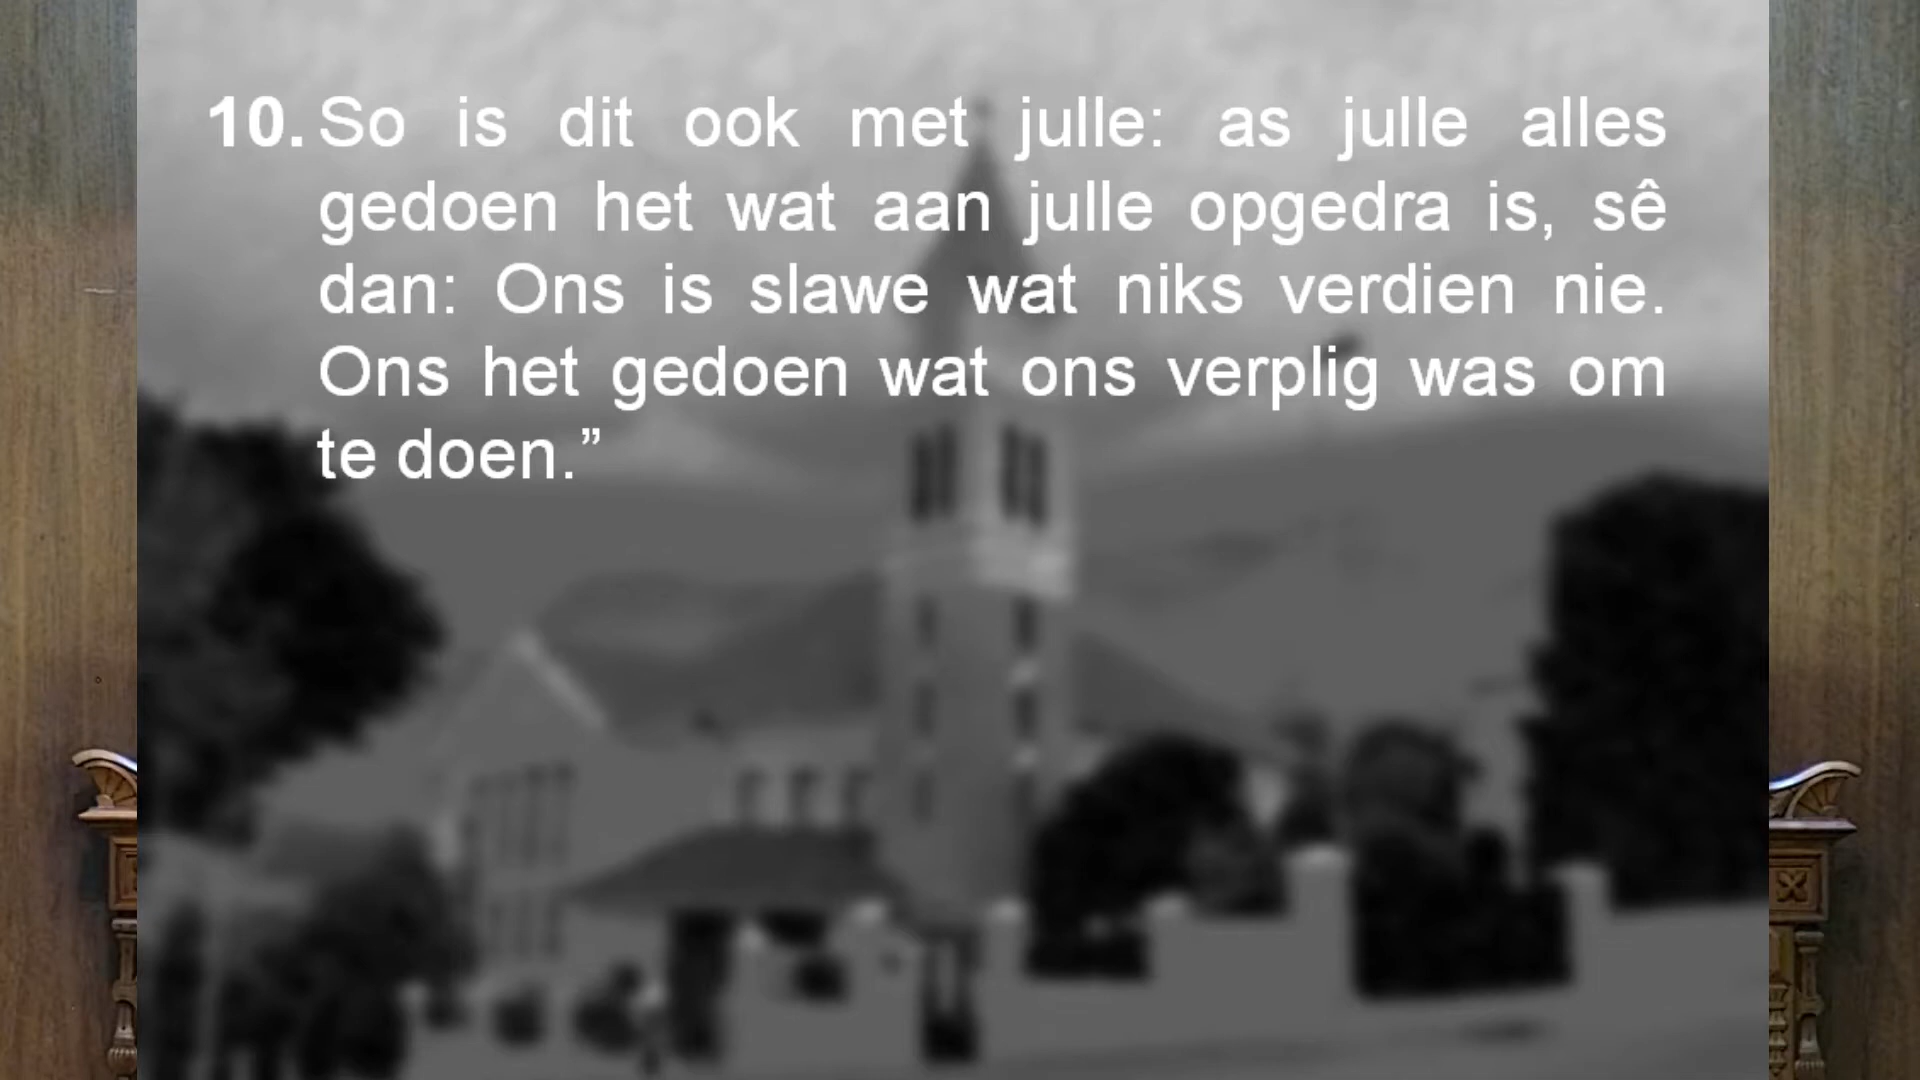 10. So is dit ook met julle: as julle alles
gedoen het wat aan julle opgedra is, sê
dan: Ons is slawe wat niks verdien nie.
Ons het gedoen wat ons verplig was om
te doen.”